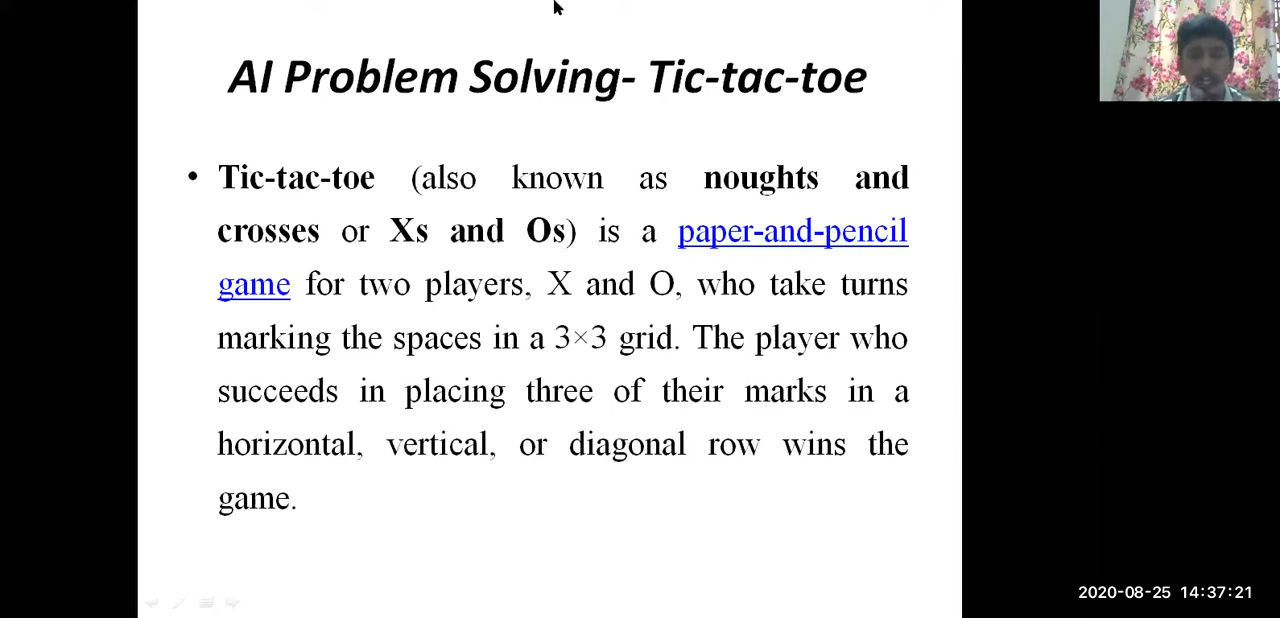 AI Problem Solving- Tic-tac-toe
• Tic-tac-toe (also known as noughts and
crosses or Xs and Os) is a paper-and-pencil
game for two players, X and O, who take turns
marking the spaces in a 3×3 grid. The player who
succeeds in placing three of their marks in a
horizontal, vertical, or diagonal row wins the
game.
2020-08-25 14:37:21